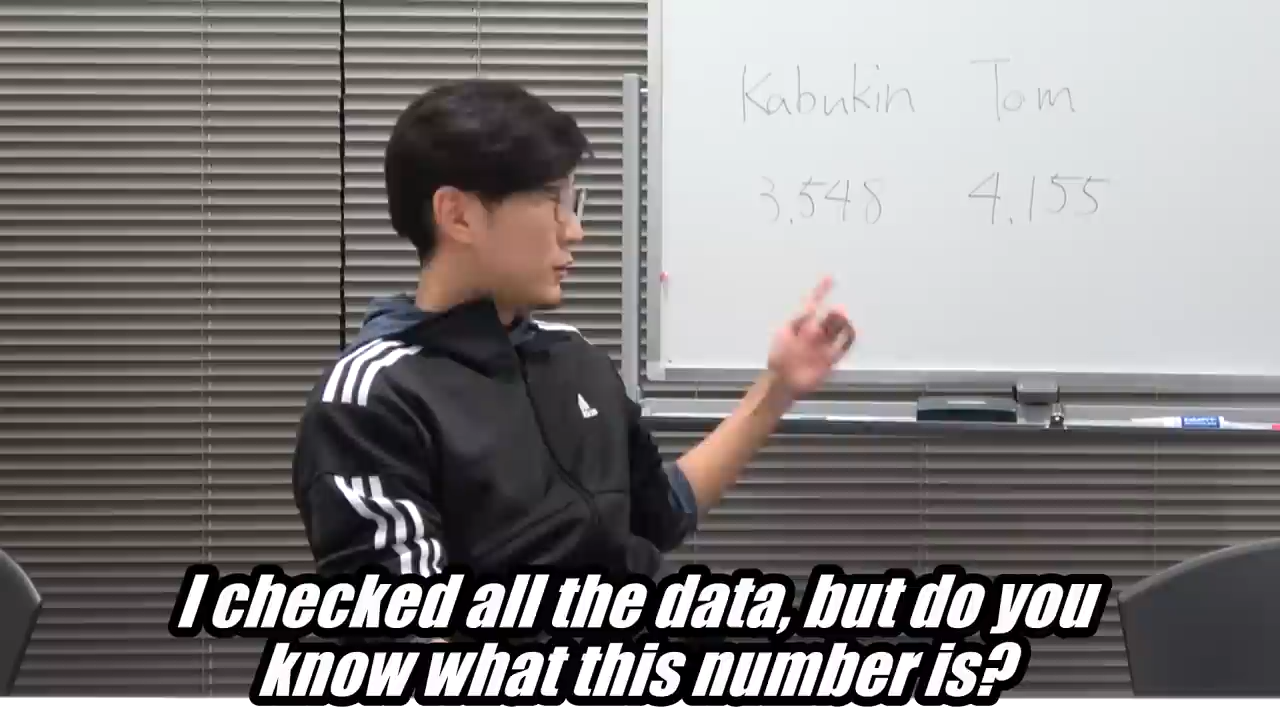 Kabukin Tom
3.548 4.155
I checked all the data, but do you
know what this number is?